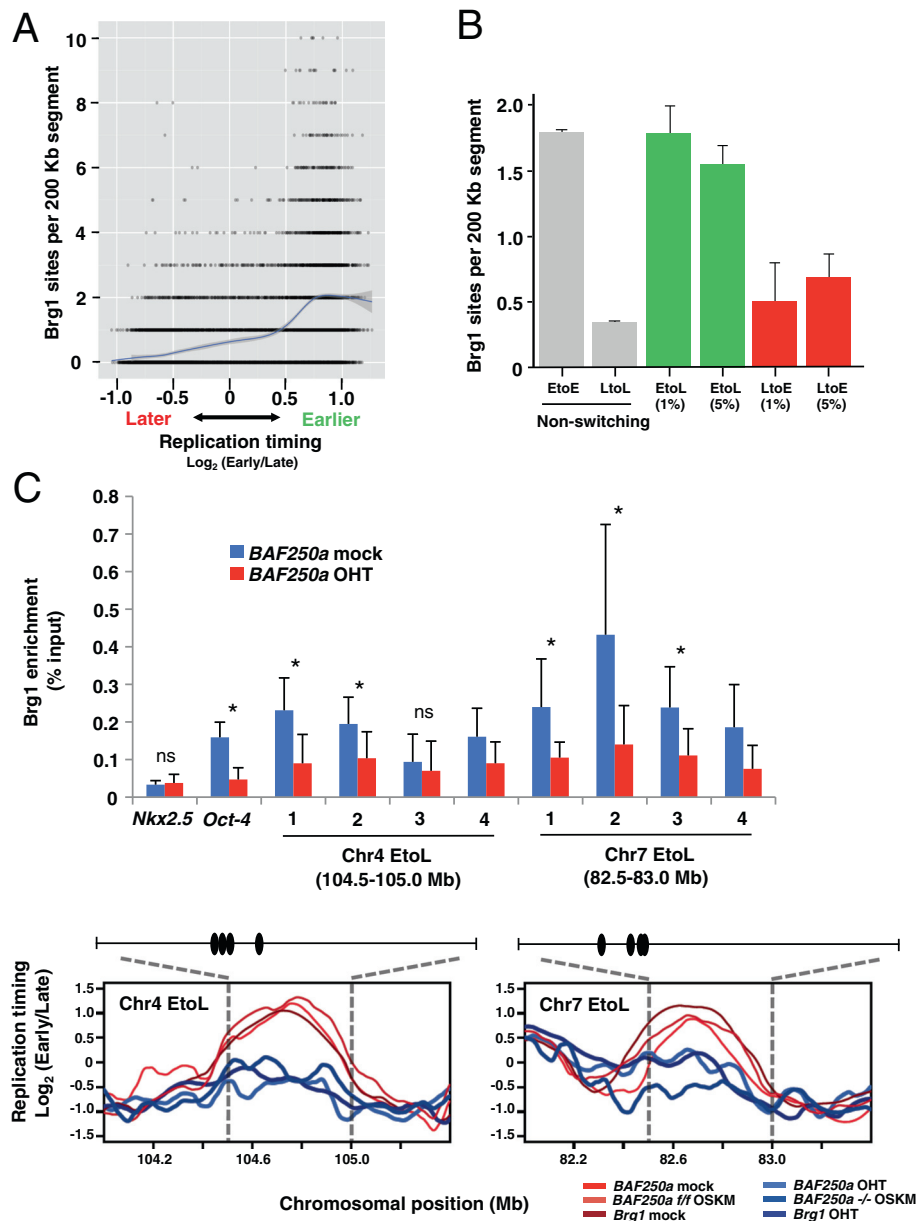 A
Brg1 sites per 200 Kb segment
10
8
6
4
2
0
-1.0 -0.5 0 0.5 1.0
Later Earlier
Replication timing
Log₂ (Early/Late)
B
Brg1 sites per 200 Kb segment
2.0
1.5
1.0
0.5
0
EtoE LtoL EtoL (1%) EtoL (5%) LtoE (1%) LtoE (5%)
Non-switching
C
Brg1 enrichment
(% input)
0.8
0.7
0.6
0.5
0.4
0.3
0.2
0.1
0
BAF250a mock
BAF250a OHT
ns * * * ns * * *
Nkx2.5 Oct-4 1 2 3 4 1 2 3 4
Chr4 EtoL
(104.5-105.0 Mb)
Chr7 EtoL
(82.5-83.0 Mb)
Replication timing
Log₂ (Early/Late)
1.5
1.0
0.5
0
-0.5
-1.0
-1.5
Chr4 EtoL
104.2 104.6 105.0
1.5
1.0
0.5
0
-0.5
-1.0
-1.5
Chr7 EtoL
82.2 82.6 83.0
Chromosomal position (Mb)
BAF250a mock
BAF250a f/f OSKM
Brg1 mock
BAF250a OHT
BAF250a -/- OSKM
Brg1 OHT